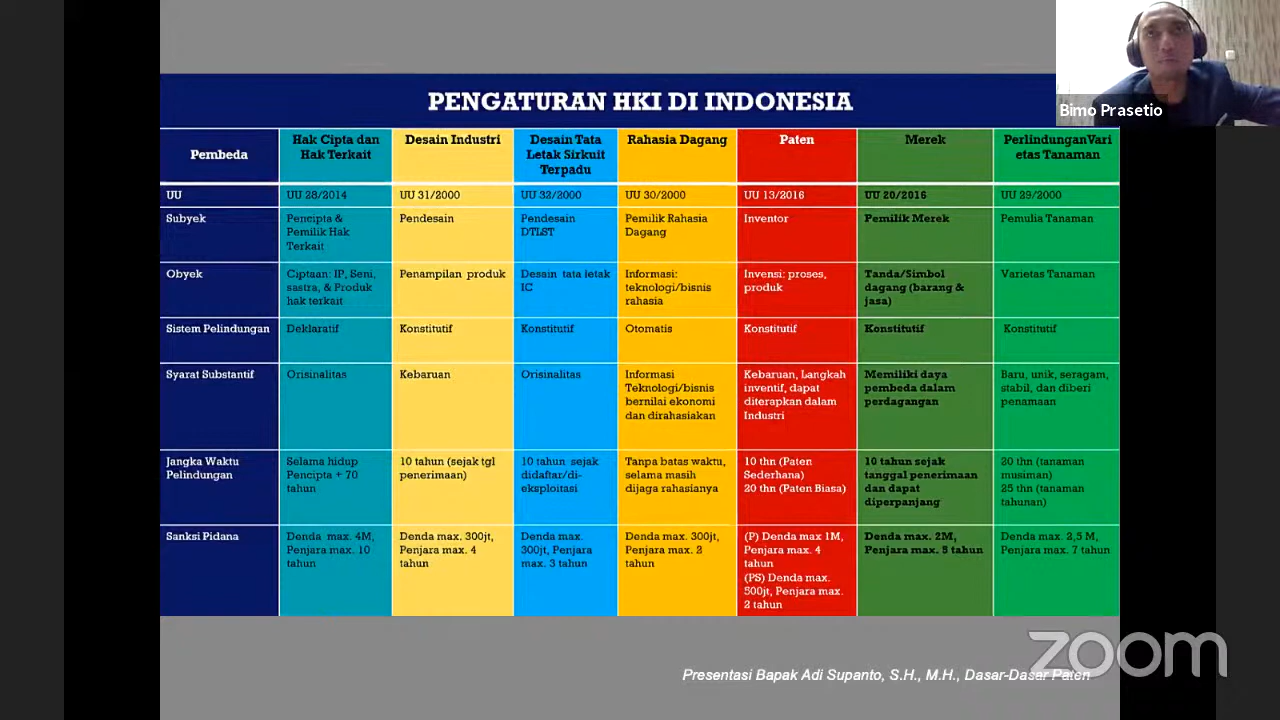 Bimo Prasetio
PENGATURAN HKI DI INDONESIA
Pembeda
Hak Cipta dan
Hak Terkait
Desain Industri
Desain Tata
Letak Sirkuit
Terpadu
Rahasia Dagang
Paten
Merek
PerlindunganVari
etas Tanaman
UU
UU 28/2014
UU 31/2000
UU 32/2000
UU 30/2000
UU 13/2016
UU 20/2016
UU 29/2000
Subyek
Pencipta &
Pemilik Hak
Terkait
Pendesain
Pendesain
DTLST
Pemilik Rahasia
Dagang
Inventor
Pemilik Merek
Pemulia Tanaman
Obyek
Ciptaan: IP, Seni,
sastra, & Produk
hak terkait
Penampilan produk
Desain tata letak
IC
Informasi:
teknologi/bisnis
rahasia
Invensi: proses,
produk
Tanda/Simbol
dagang (barang &
jasa)
Varietas Tanaman
Sistem Pelindungan
Deklaratif
Konstitutif
Konstitutif
Otomatis
Konstitutif
Konstitutif
Konstitutif
Syarat Substantif
Orisinalitas
Kebaruan
Orisinalitas
Informasi
Teknologi/bisnis
bernilai ekonomi
dan dirahasiakan
Kebaruan, Langkah
inventif, dapat
diterapkan dalam
Industri
Memiliki daya
pembeda dalam
perdagangan
Baru, unik, seragam,
stabil, dan diberi
penamaan
Jangka Waktu
Pelindungan
Selama hidup
Pencipta + 70
tahun
10 tahun (sejak tgl
penerimaan)
10 tahun sejak
didaftar/di-
eksploitasi
Tanpa batas waktu,
selama masih
dijaga rahasianya
10 thn (Paten
Sederhana)
20 thn (Paten Biasa)
10 tahun sejak
tanggal penerimaan
dan dapat
diperpanjang
20 thn (tanaman
musiman)
25 thn (tanaman
tahunan)
Sanksi Pidana
Denda max. 4M,
Penjara max. 10
tahun
Denda max. 300jt,
Penjara max. 4
tahun
Denda max.
300jt, Penjara
max. 3 tahun
Denda max. 300jt,
Penjara max. 2
tahun
(P) Denda max 1M,
Penjara max. 4
tahun
(PS) Denda max.
500jt, Penjara max.
2 tahun
Denda max. 2M,
Penjara max. 5 tahun
Denda max. 2,5 M,
Penjara max. 7 tahun
zoom
Presentasi Bapak Adi Supanto, S.H., M.H., Dasar-Dasar Paten